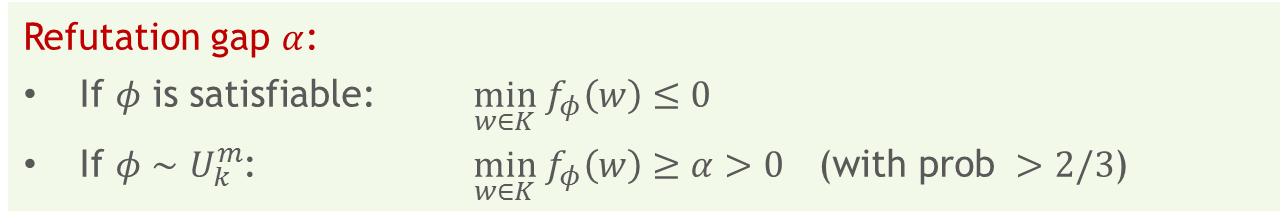 Refutation gap 𝛼:
• If 𝜙 is satisfiable: min_{𝑤∈𝐾} 𝑓_𝜙(𝑤) ≤ 0
• If 𝜙 ~ 𝑈_𝑘^𝑚: min_{𝑤∈𝐾} 𝑓_𝜙(𝑤) ≥ 𝛼 > 0 (with prob > 2/3)